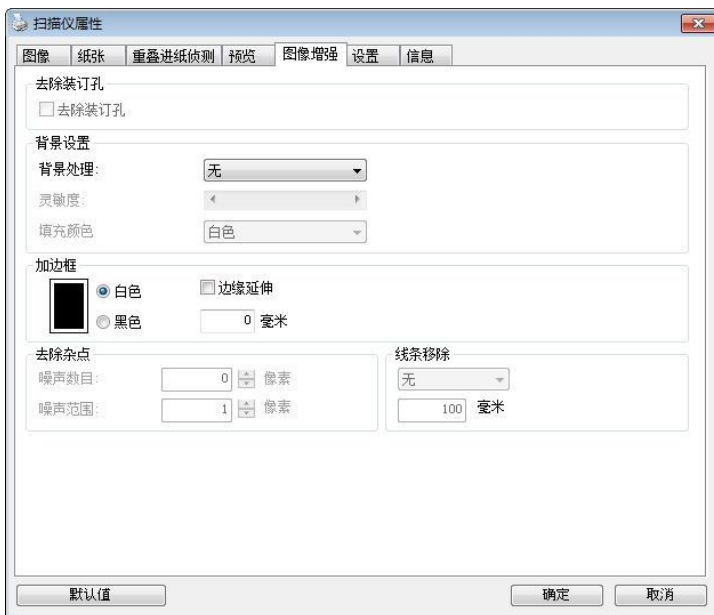 扫描仪属性
图像 纸张 重叠进纸侦测 预览 图像增强 设置 信息
去除装订孔
去除装订孔
背景设置
背景处理: 无
灵敏度:
填充颜色 白色
加边框
白色 边缘延伸
黑色 0 毫米
去除杂点 线条移除
噪声数目: 0 像素 无
噪声范围: 1 像素 100 毫米
默认值 确定 取消